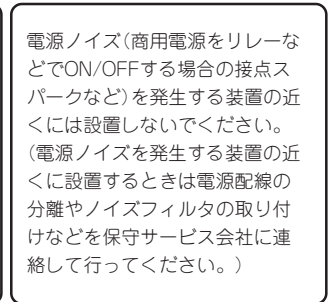 電源ノイズ(商用電源をリレーな
どでON/OFFする場合の接点ス
パークなど)を発生する装置の近
くには設置しないでください。
(電源ノイズを発生する装置の近
くに設置するときは電源配線の
分離やノイズフィルタの取り付
けなどを保守サービス会社に連
絡して行ってください。)